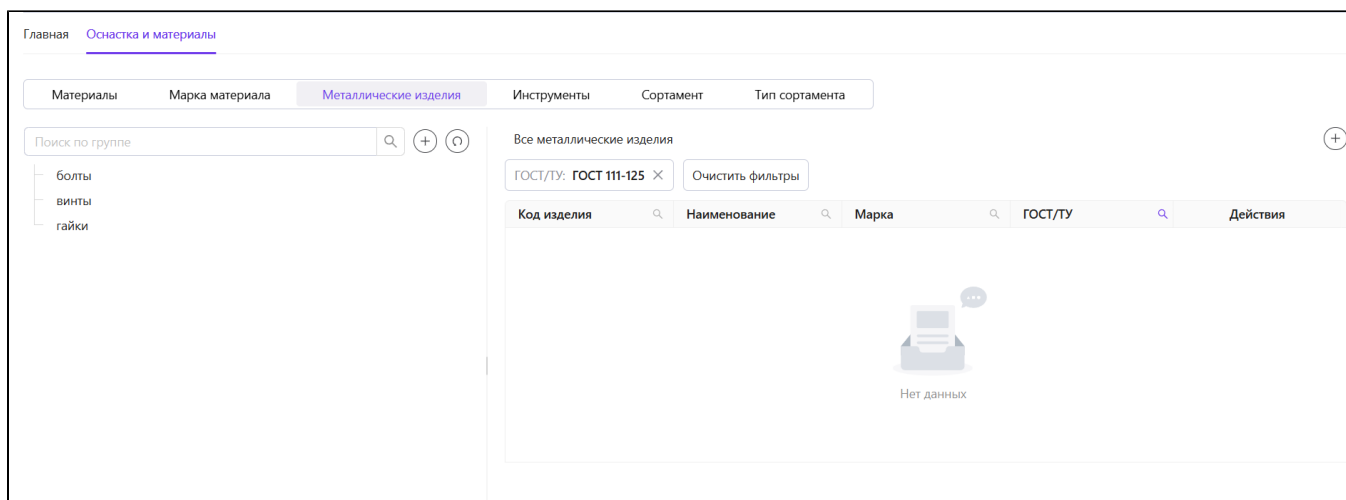 Главная Оснастка и материалы
Материалы Марка материала Металлические изделия Инструменты Сортамент Тип сортамента
Поиск по группе
болты
винты
гайки
Все металлические изделия
ГОСТ/ТУ: ГОСТ 111-125 Очистить фильтры
Код изделия Наименование Марка ГОСТ/ТУ Действия
Нет данных